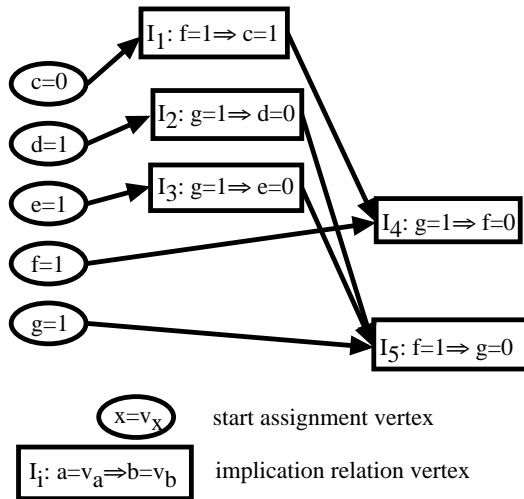 I1: f=1⇒ c=1
c=0
I2: g=1⇒ d=0
d=1
I3: g=1⇒ e=0
e=1
I4: g=1⇒ f=0
f=1
g=1
I5: f=1⇒ g=0
x=vx start assignment vertex
Ii: a=va⇒b=vb implication relation vertex